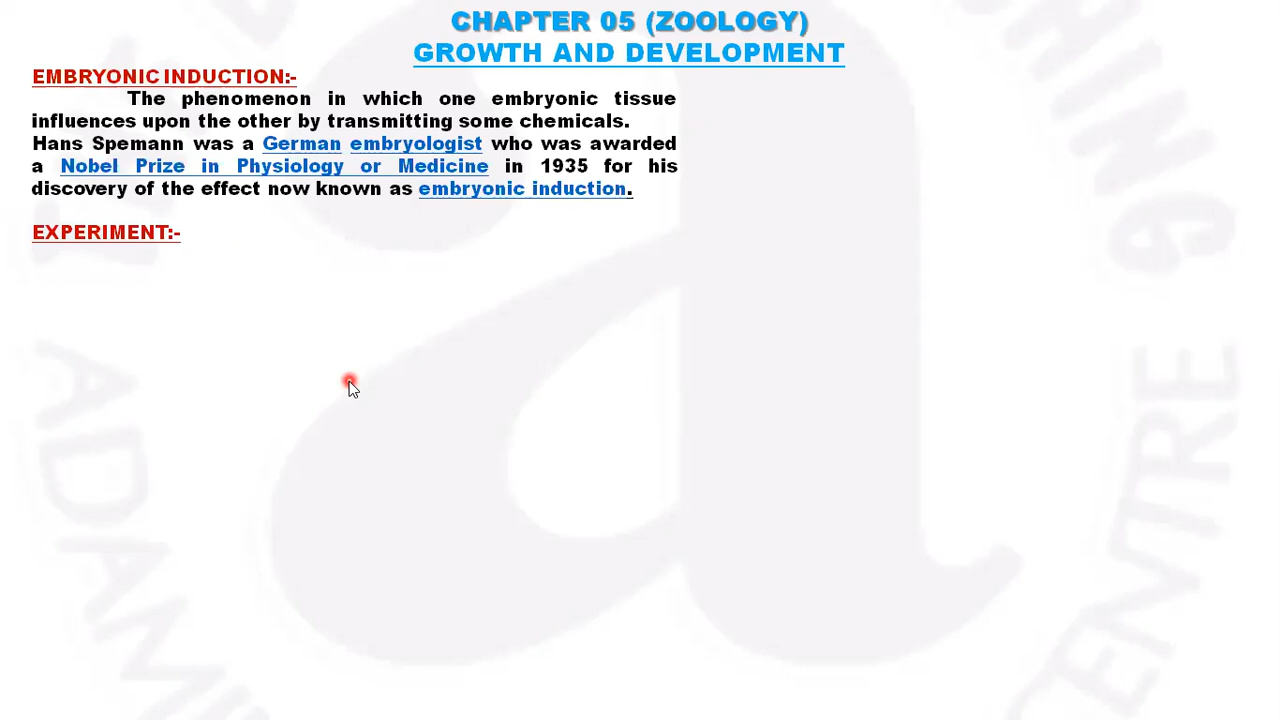 CHAPTER 05 (ZOOLOGY)
GROWTH AND DEVELOPMENT
EMBRYONIC INDUCTION:-
The phenomenon in which one embryonic tissue
influences upon the other by transmitting some chemicals.
Hans Spemann was a German embryologist who was awarded
a Nobel Prize in Physiology or Medicine in 1935 for his
discovery of the effect now known as embryonic induction.
EXPERIMENT:-